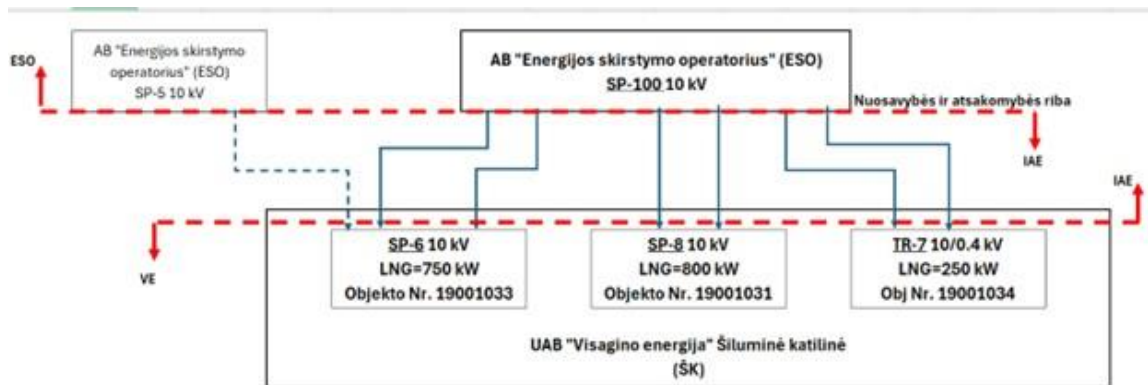 ESO
AB "Energijos skirstymo
operatorius" (ESO)
SP-5 10 kV
AB "Energijos skirstymo operatorius" (ESO)
SP-100 10 kV
Nuosavybės ir atsakomybės riba
IAE
IAE
VE
SP-6 10 kV
LNG=750 kW
Objekto Nr. 19001033
SP-8 10 kV
LNG=800 kW
Objekto Nr. 19001031
TR-7 10/0.4 kV
LNG=250 kW
Obj Nr. 19001034
UAB "Visagino energija" Šiluminė katilinė
(ŠK)